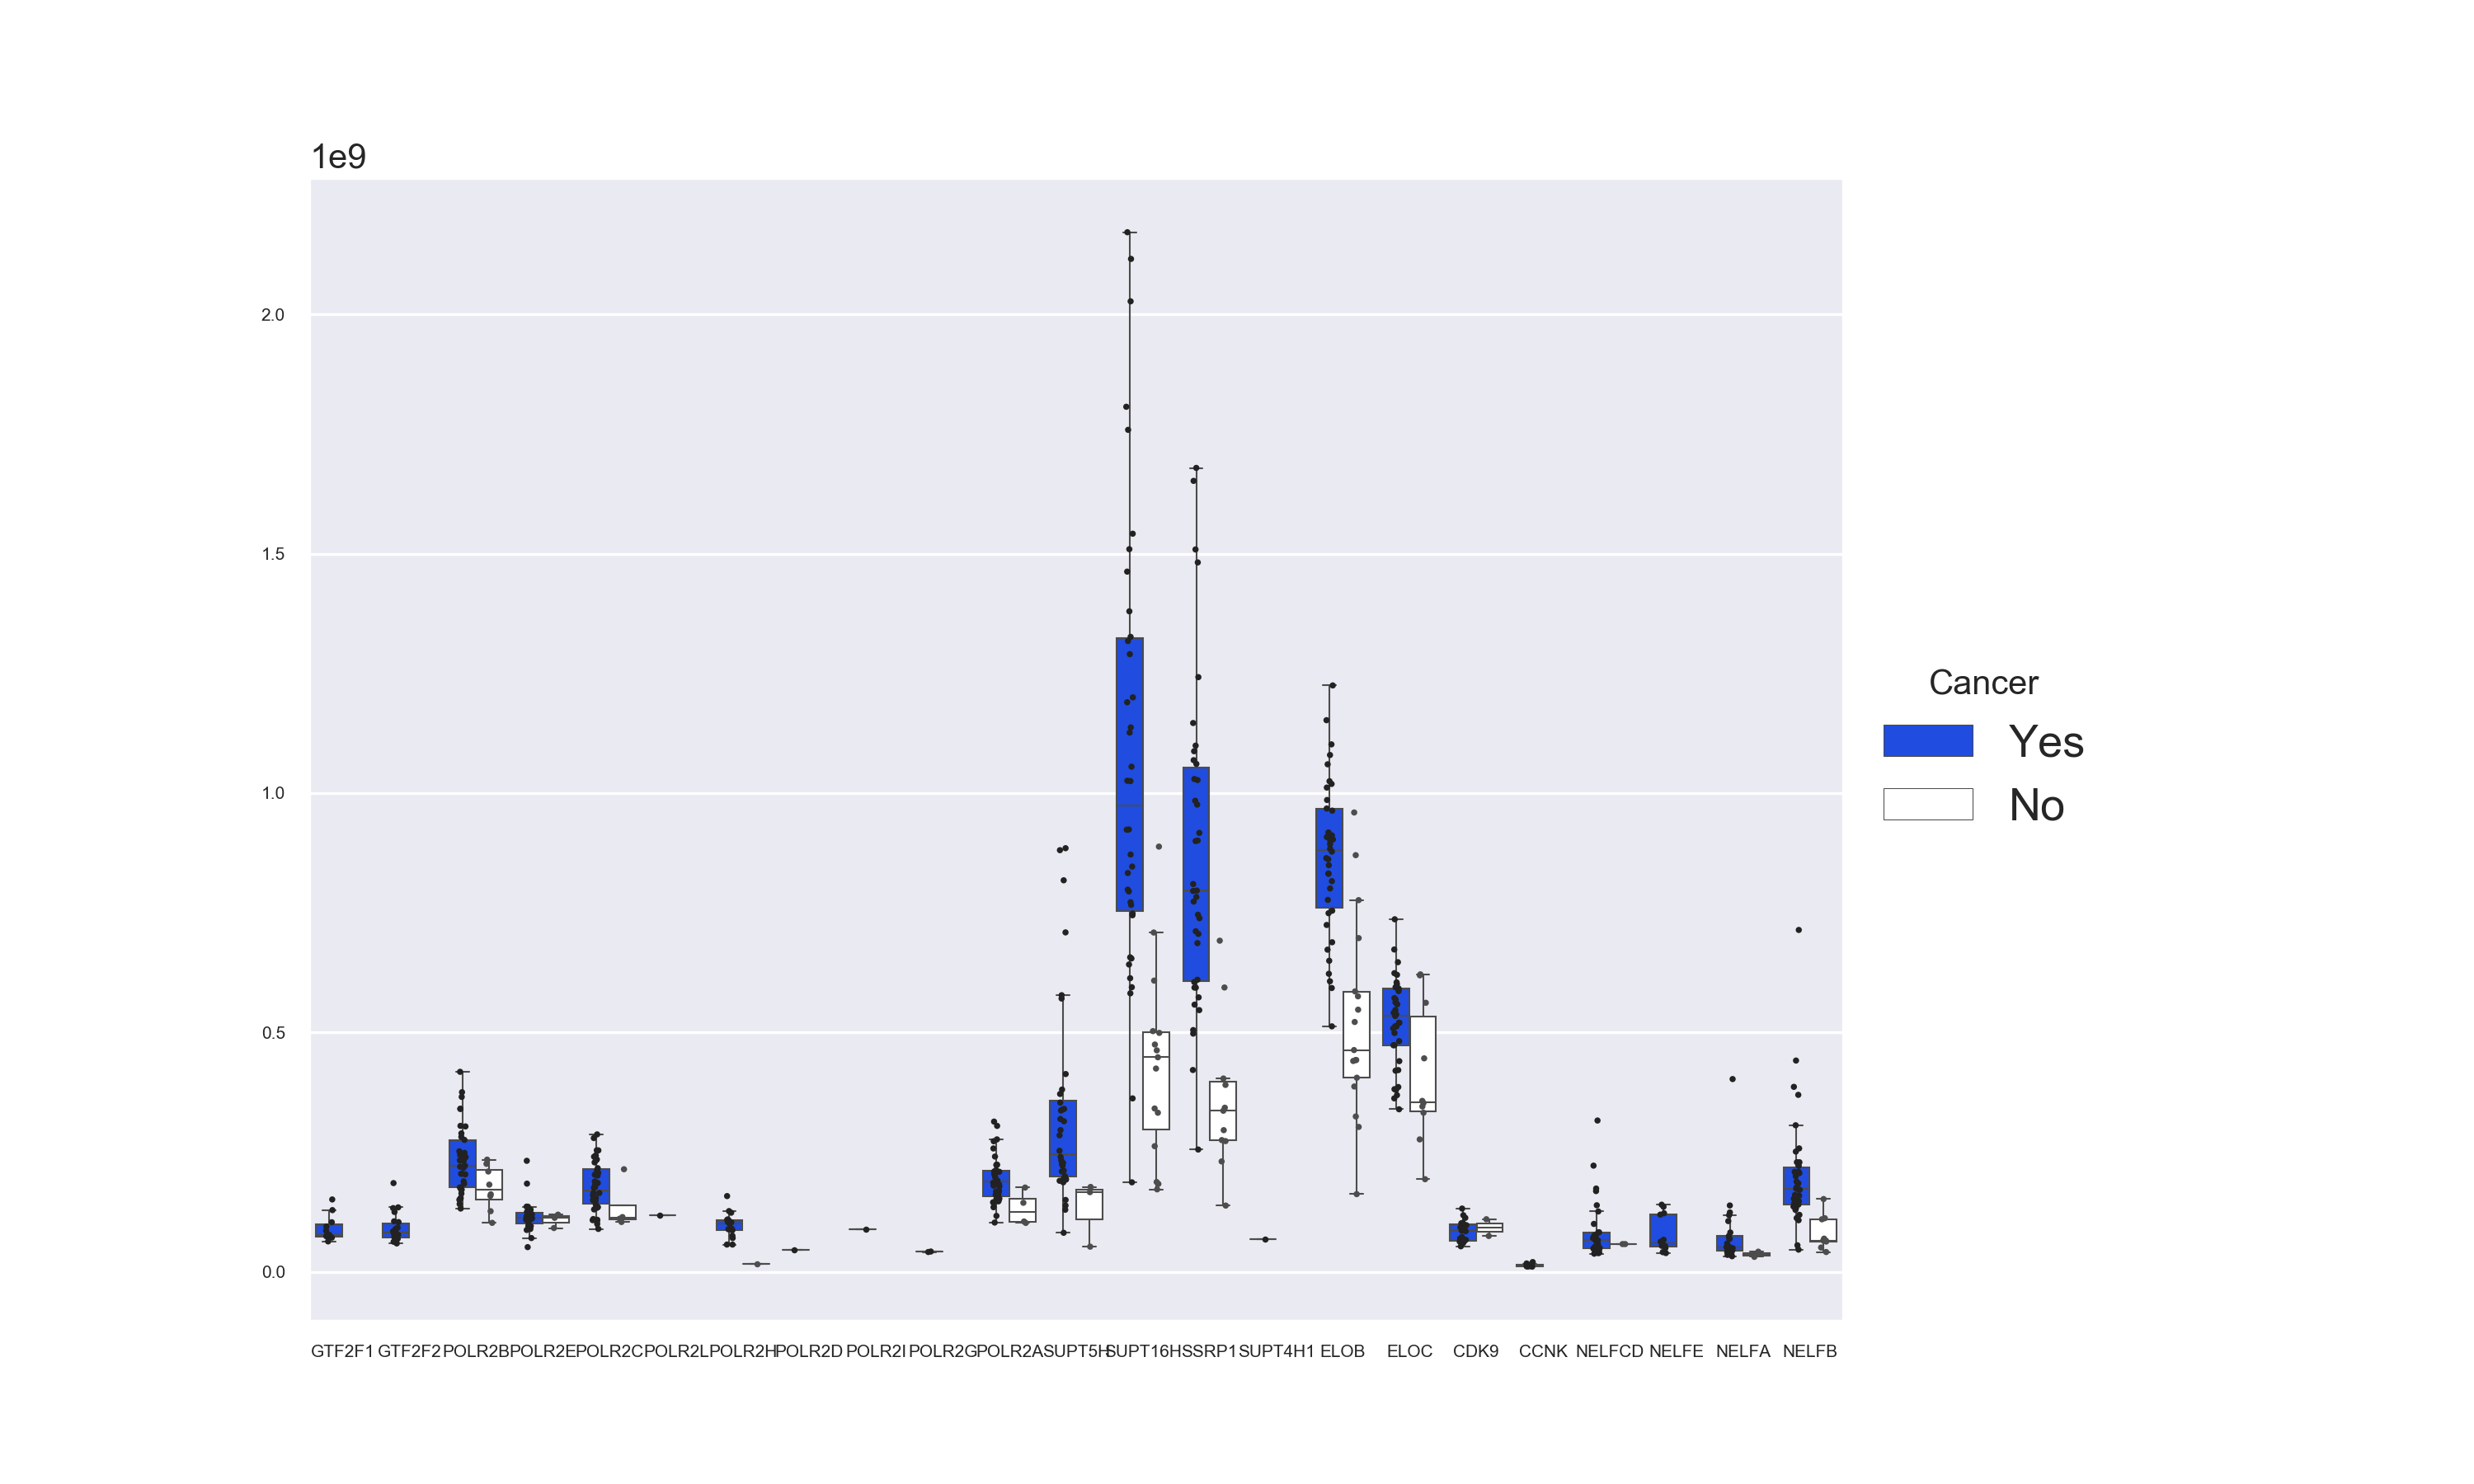 1e9
2.0
1.5
1.0
0.5
0.0
GTF2F1 GTF2F2 POLR2B POLR2E POLR2C POLR2L POLR2H POLR2D POLR2I POLR2G POLR2A SUPT5H SUPT16H SSRP1 SUPT4H1 ELOB ELOC CDK9 CCNK NELFCD NELFE NELFA NELFB
Cancer
Yes
No